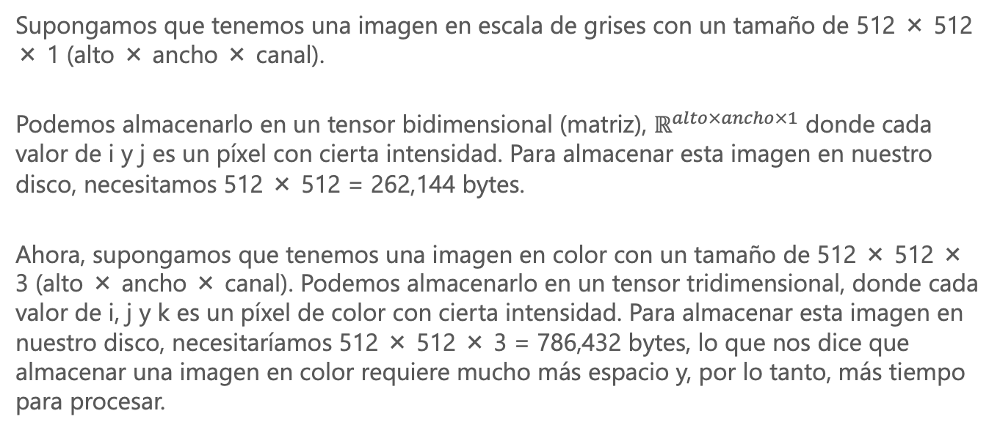 Supongamos que tenemos una imagen en escala de grises con un tamaño de 512 × 512
× 1 (alto × ancho × canal).
Podemos almacenarlo en un tensor bidimensional (matriz), ℝ^{alto×ancho×1} donde cada
valor de i y j es un píxel con cierta intensidad. Para almacenar esta imagen en nuestro
disco, necesitamos 512 × 512 = 262,144 bytes.
Ahora, supongamos que tenemos una imagen en color con un tamaño de 512 × 512 ×
3 (alto × ancho × canal). Podemos almacenarlo en un tensor tridimensional, donde cada
valor de i, j y k es un píxel de color con cierta intensidad. Para almacenar esta imagen en
nuestro disco, necesitaríamos 512 × 512 × 3 = 786,432 bytes, lo que nos dice que
almacenar una imagen en color requiere mucho más espacio y, por lo tanto, más tiempo
para procesar.